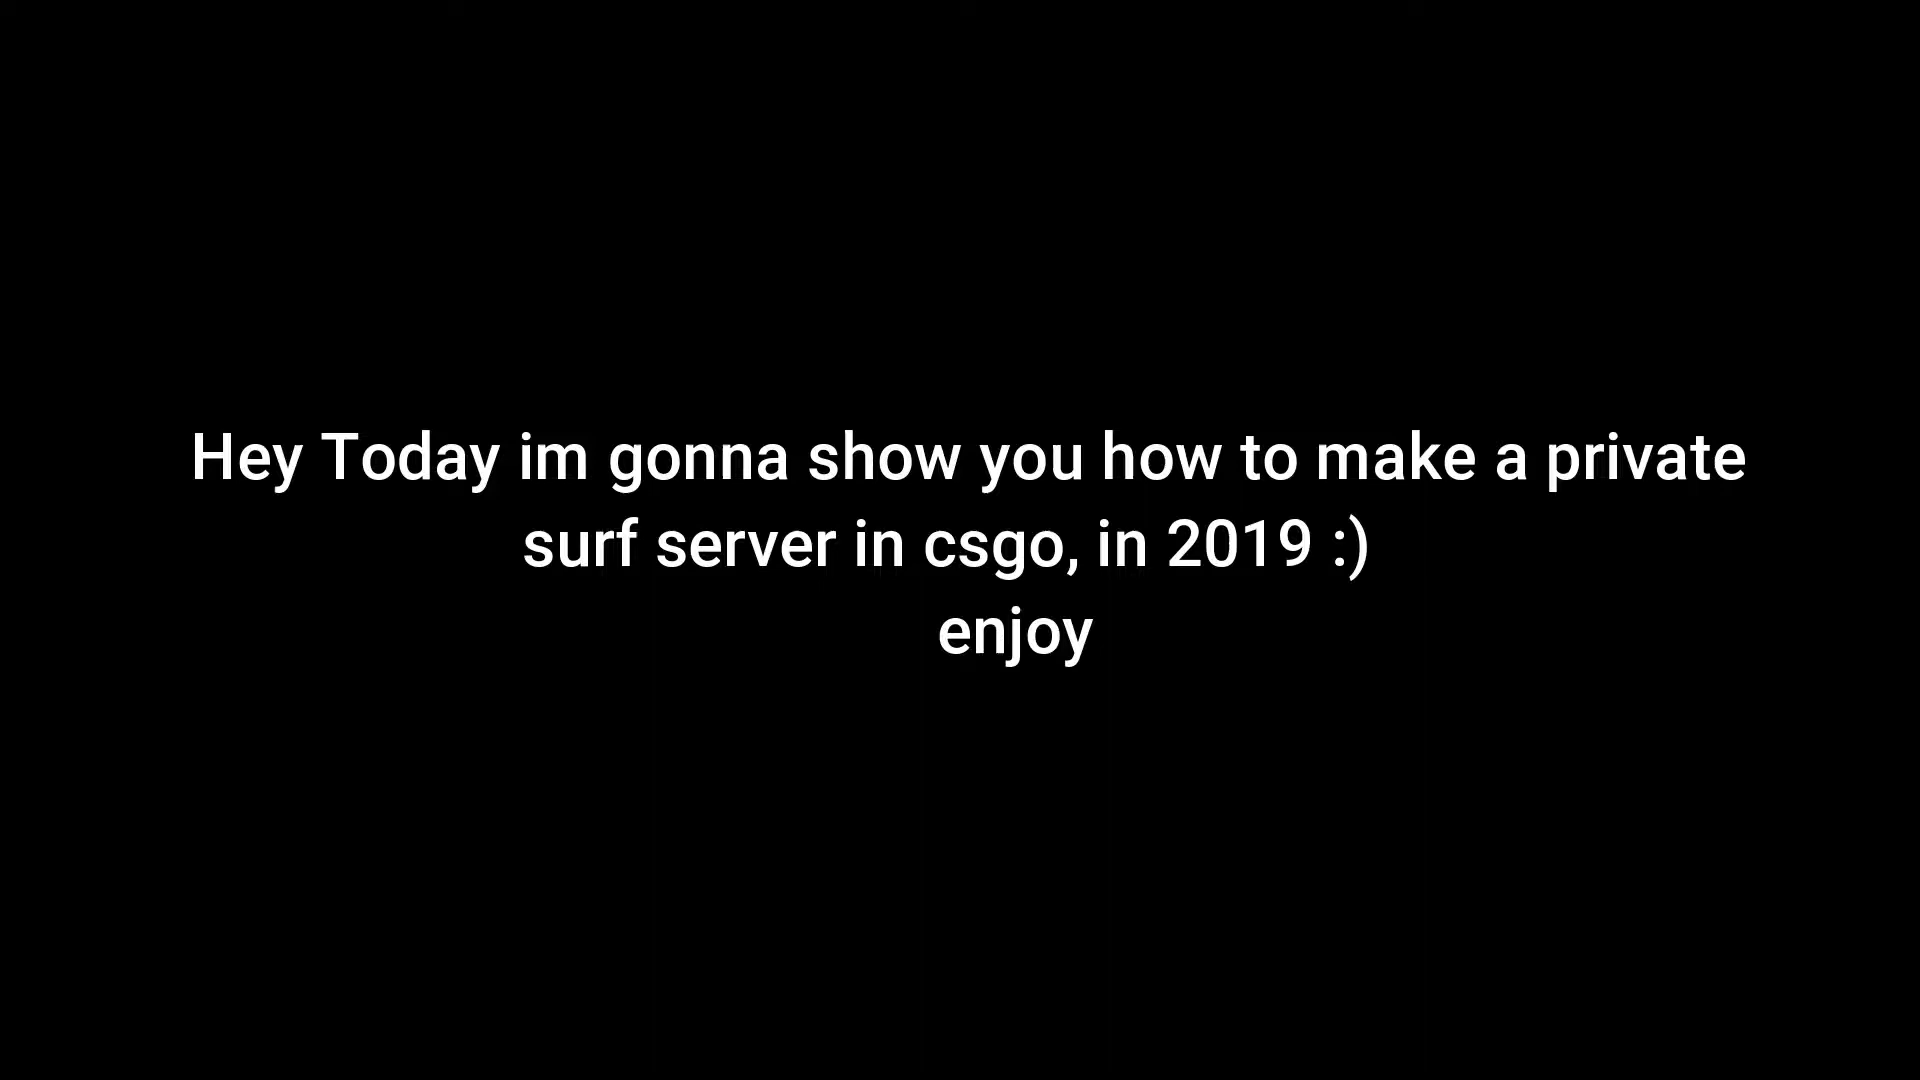 Hey Today im gonna show you how to make a private
surf server in csgo, in 2019 :)
enjoy